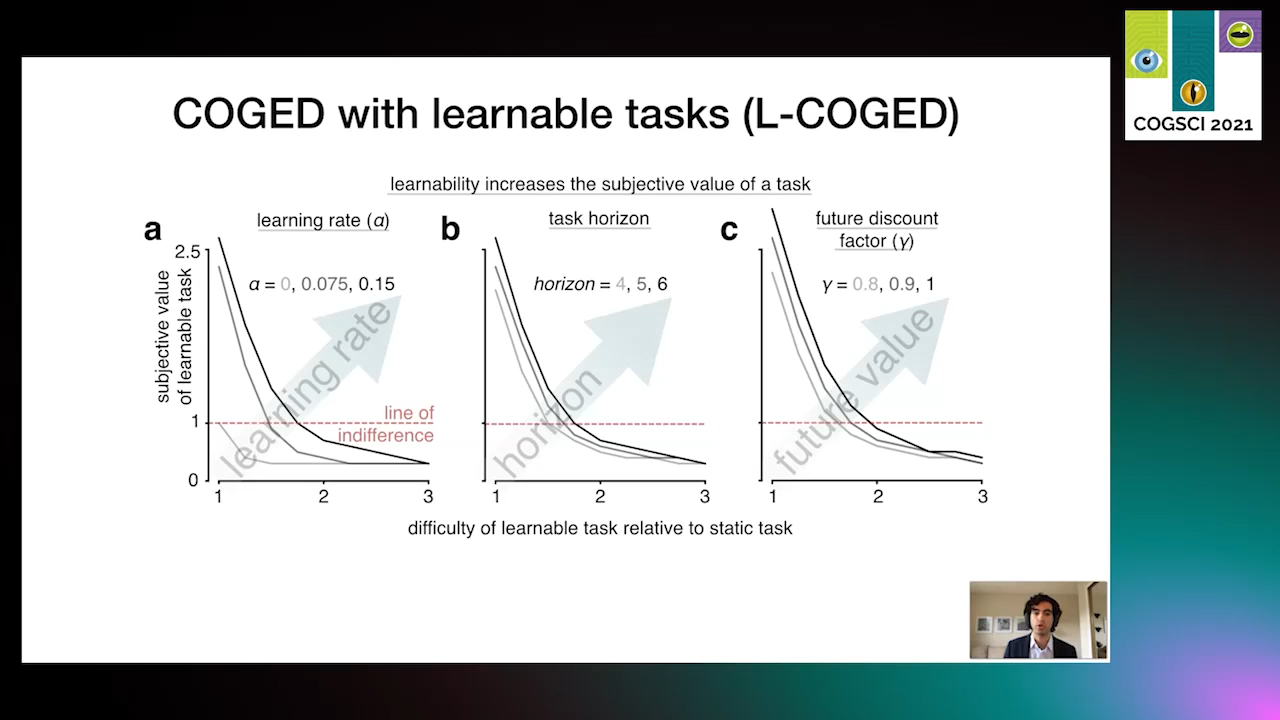 COGSCI 2021
COGED with learnable tasks (L-COGED)
learnability increases the subjective value of a task
a
learning rate (α)
subjective value
of learnable task
2.5
1
0
α = 0, 0.075, 0.15
learning rate
line of
indifference
1 2 3
b
task horizon
horizon = 4, 5, 6
horizon
1 2 3
c
future discount
factor (γ)
γ = 0.8, 0.9, 1
future value
1 2 3
difficulty of learnable task relative to static task